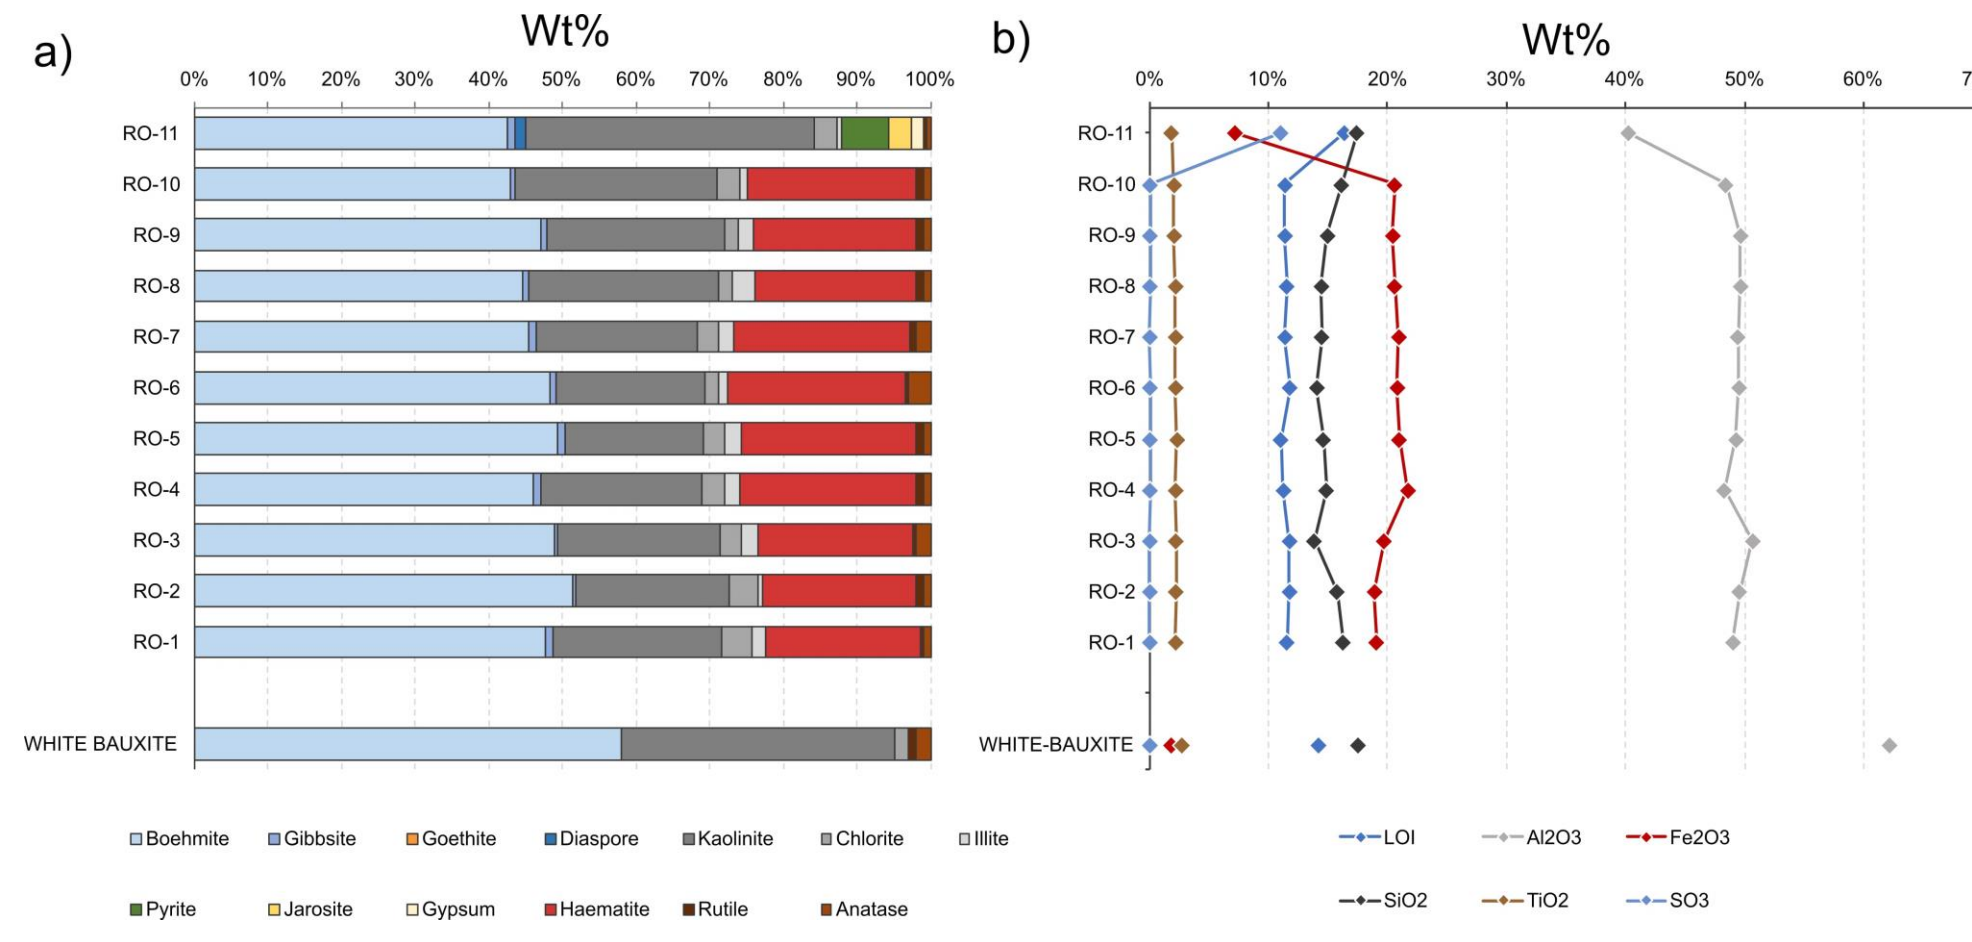 a)
Wt%
0% 10% 20% 30% 40% 50% 60% 70% 80% 90% 100%
RO-11
RO-10
RO-9
RO-8
RO-7
RO-6
RO-5
RO-4
RO-3
RO-2
RO-1
WHITE BAUXITE
Boehmite Gibbsite Goethite Diaspore Kaolinite Chlorite Illite
Pyrite Jarosite Gypsum Haematite Rutile Anatase
b)
Wt%
0% 10% 20% 30% 40% 50% 60% 7
RO-11
RO-10
RO-9
RO-8
RO-7
RO-6
RO-5
RO-4
RO-3
RO-2
RO-1
WHITE-BAUXITE
LOI Al2O3 Fe2O3
SiO2 TiO2 SO3